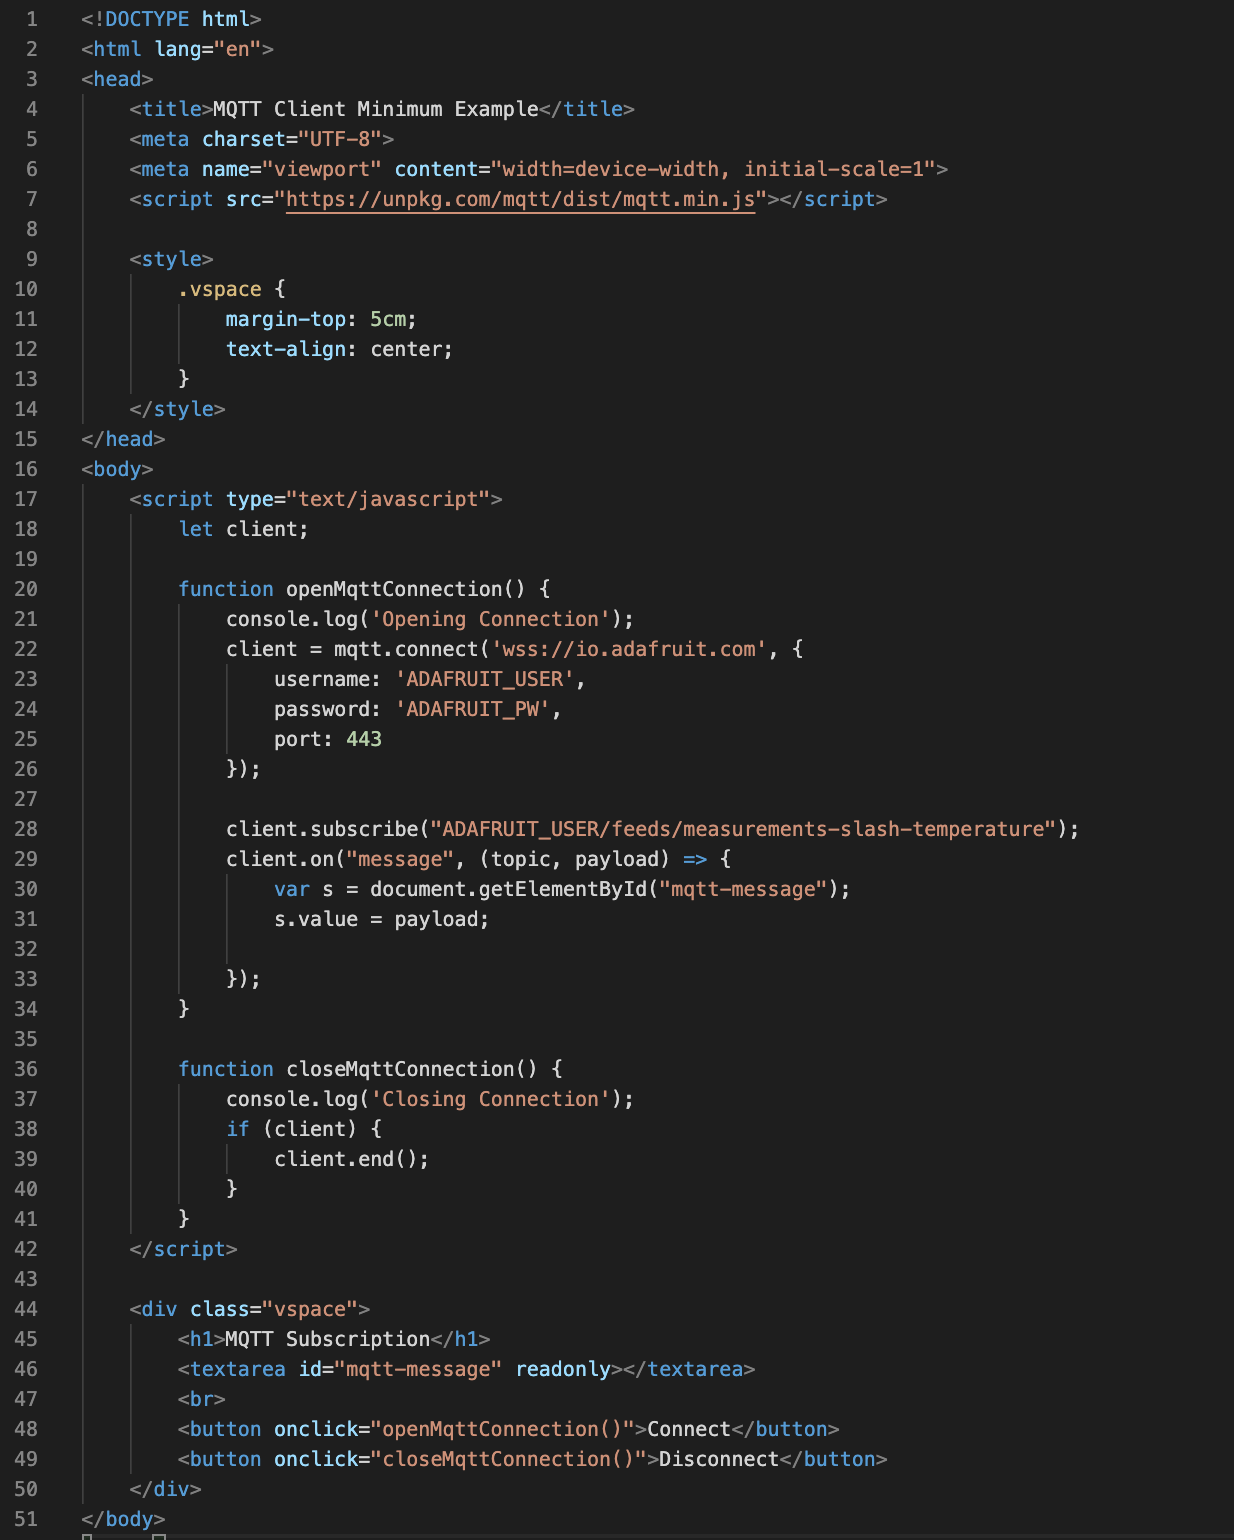 1 <!DOCTYPE html>
2 <html lang="en">
3 <head>
4     <title>MQTT Client Minimum Example</title>
5     <meta charset="UTF-8">
6     <meta name="viewport" content="width=device-width, initial-scale=1">
7     <script src="https://unpkg.com/mqtt/dist/mqtt.min.js"></script>
8
9     <style>
10         .vspace {
11             margin-top: 5cm;
12             text-align: center;
13         }
14     </style>
15 </head>
16 <body>
17     <script type="text/javascript">
18         let client;
19
20         function openMqttConnection() {
21             console.log('Opening Connection');
22             client = mqtt.connect('wss://io.adafruit.com', {
23                 username: 'ADAFRUIT_USER',
24                 password: 'ADAFRUIT_PW',
25                 port: 443
26             });
27
28             client.subscribe("ADAFRUIT_USER/feeds/measurements-slash-temperature");
29             client.on("message", (topic, payload) => {
30                 var s = document.getElementById("mqtt-message");
31                 s.value = payload;
32
33             });
34         }
35
36         function closeMqttConnection() {
37             console.log('Closing Connection');
38             if (client) {
39                 client.end();
40             }
41         }
42     </script>
43
44     <div class="vspace">
45         <h1>MQTT Subscription</h1>
46         <textarea id="mqtt-message" readonly></textarea>
47         <br>
48         <button onclick="openMqttConnection()">Connect</button>
49         <button onclick="closeMqttConnection()">Disconnect</button>
50     </div>
51 </body>